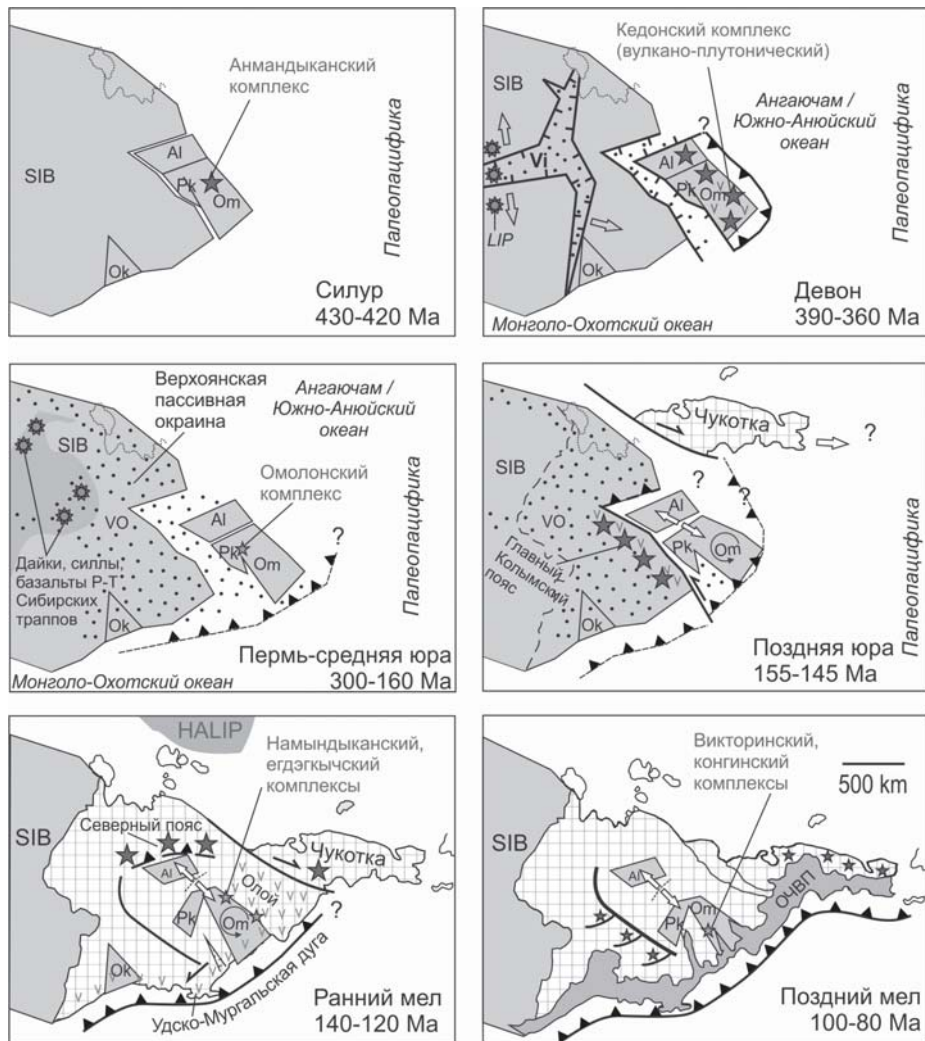 Анмандыканский
комплекс
SIB
Al
Pk
Om
Ok
Палеопацифика
Силур
430-420 Ma
Кедонский комплекс
(вулкано-плутонический)
SIB
Ангаючам /
Южно-Анюйский
океан
?
Vi
Al
Pk
Om
LIP
Ok
?
Палеопацифика
Девон
390-360 Ma
Монголо-Охотский океан
Верхоянская
пассивная
окраина
Ангаючам /
Южно-Анюйский
океан
SIB
Омолонский
комплекс
VO
Al
Pk
Om
?
Дайки, силлы,
базальты P-T
Сибирских
траппов
Ok
Палеопацифика
Пермь-средняя юра
300-160 Ma
Монголо-Охотский океан
Чукотка
?
SIB
?
?
Al
VO
Pk
Om
Главный
Колымский
пояс
Ok
Палеопацифика
Поздняя юра
155-145 Ma
HALIP
Намындыканский,
егдэгкычский
комплексы
SIB
Северный пояс
Чукотка
Al
Олой
?
Pk
Om
Ok
Удско-Мургальская дуга
Ранний мел
140-120 Ma
Викторинский,
конгинский
комплексы
500 km
SIB
Al
Pk
Om
ОЧВП
Поздний мел
100-80 Ma